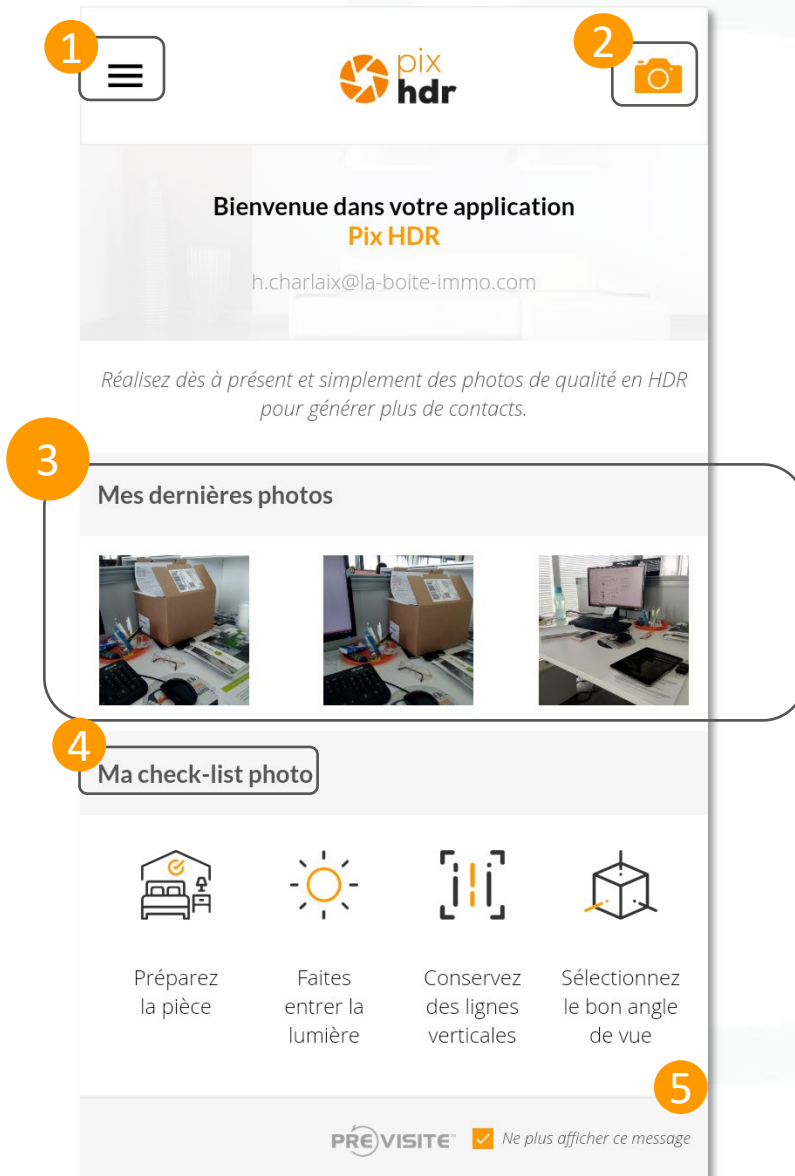 1
2
pix
hdr
Bienvenue dans votre application
Pix HDR
h.charlaix@la-boite-immo.com
Réalisez dès à présent et simplement des photos de qualité en HDR
pour générer plus de contacts.
3
Mes dernières photos
4
Ma check-list photo
Préparez
la pièce
Faites
entrer la
lumière
Conservez
des lignes
verticales
Sélectionnez
le bon angle
de vue
5
PRÉVISITE™
Ne plus afficher ce message